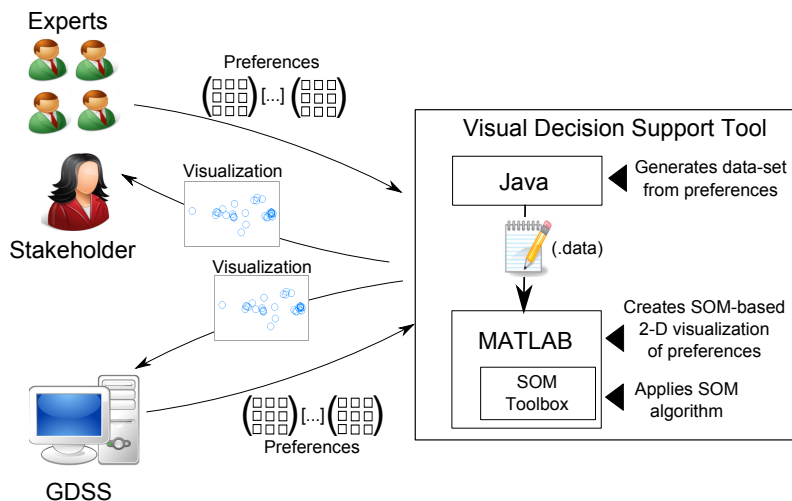 Experts
Preferences
[...]
Visualization
Stakeholder
Visualization
GDSS
[...]
Preferences
Visual Decision Support Tool
Java
Generates data-set
from preferences
(.data)
MATLAB
Creates SOM-based
2-D visualization
of preferences
SOM
Toolbox
Applies SOM
algorithm